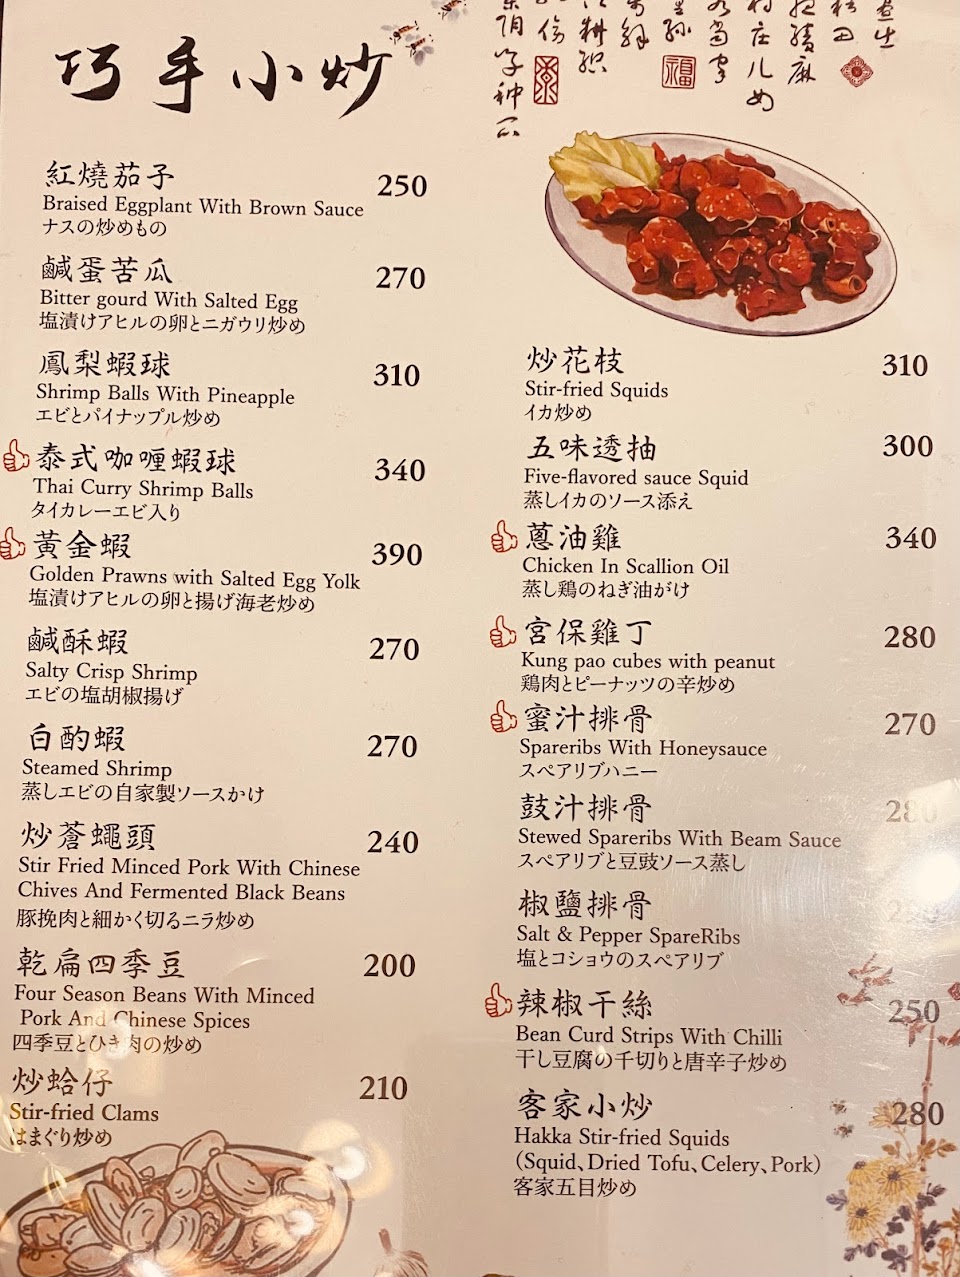 巧手小炒
紅燒茄子 250
Braised Eggplant With Brown Sauce
ナスの炒めもの
鹹蛋苦瓜 270
Bitter gourd With Salted Egg
塩漬けアヒルの卵とニガウリ炒め
鳳梨蝦球 310
Shrimp Balls With Pineapple
エビとパイナップル炒め
泰式咖喱蝦球 340
Thai Curry Shrimp Balls
タイカレーエビ入り
黃金蝦 390
Golden Prawns with Salted Egg Yolk
塩漬けアヒルの卵と揚げ海老炒め
鹹酥蝦 270
Salty Crisp Shrimp
エビの塩胡椒揚げ
白酌蝦 270
Steamed Shrimp
蒸しエビの自家製ソースかけ
炒蒼蠅頭 240
Stir Fried Minced Pork With Chinese
Chives And Fermented Black Beans
豚挽肉と細かく切るニラ炒め
乾扁四季豆 200
Four Season Beans With Minced
Pork And Chinese Spices
四季豆とひき肉の炒め
炒蛤仔 210
Stir-fried Clams
はまぐり炒め
炒花枝 310
Stir-fried Squids
イカ炒め
五味透抽 300
Five-flavored sauce Squid
蒸しイカのソース添え
蔥油雞 340
Chicken In Scallion Oil
蒸し鶏のねぎ油がけ
宮保雞丁 280
Kung pao cubes with peanut
鶏肉とピーナッツの辛炒め
蜜汁排骨 270
Spareribs With Honeysauce
スペアリブハニー
鼓汁排骨 280
Stewed Spareribs With Beam Sauce
スペアリブと豆豉ソース蒸し
椒鹽排骨
Salt & Pepper SpareRibs
塩とコショウのスペアリブ
辣椒干絲 250
Bean Curd Strips With Chilli
干し豆腐の千切りと唐辛子炒め
客家小炒 280
Hakka Stir-fried Squids
(Squid、Dried Tofu、Celery、Pork)
客家五目炒め